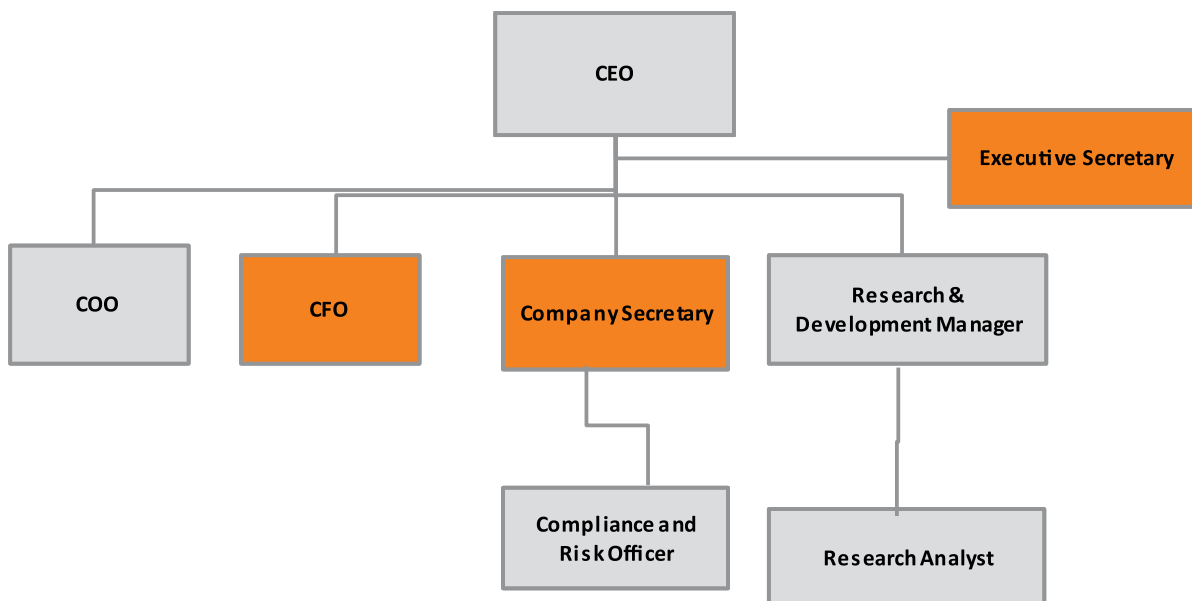 CEO
Executive Secretary
COO
CFO
Company Secretary
Research &
Development Manager
Compliance and
Risk Officer
Research Analyst